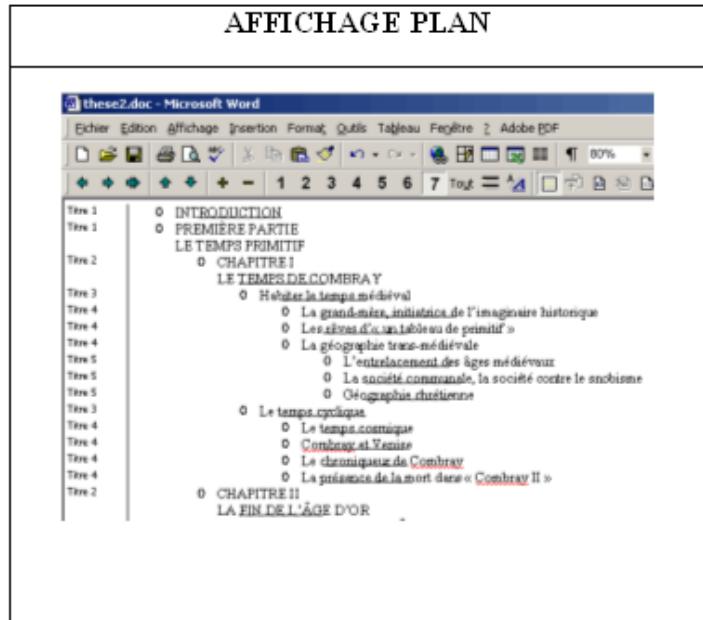 AFFICHAGE PLAN
these2.doc - Microsoft Word
Fichier Edition Affichage Insertion Format Outils Tableau Fenêtre ? Adobe PDF
80%
1 2 3 4 5 6 7 Tout
Titre 1 INTRODUCTION
Titre 1 PREMIÈRE PARTIE
LE TEMPS PRIMITIF
Titre 2 CHAPITRE I
LE TEMPS DE COMBRAY
Titre 3 Habiter le temps médiéval
Titre 4 La grand-mère, initiatrice de l'imaginaire historique
Titre 4 Les rêves d'« un tableau de primitif »
Titre 4 La géographie trans-médiévale
Titre 5 L'entrelacement des âges médiévaux
Titre 5 La société communale, la société contre le snobisme
Titre 5 Géographie chrétienne
Titre 3 Le temps cyclique
Titre 4 Le temps cosmique
Titre 4 Combray et Venise
Titre 4 Le chroniqueur de Combray
Titre 4 La présence de la mort dans « Combray II »
Titre 2 CHAPITRE II
LA FIN DE L'ÂGE D'OR